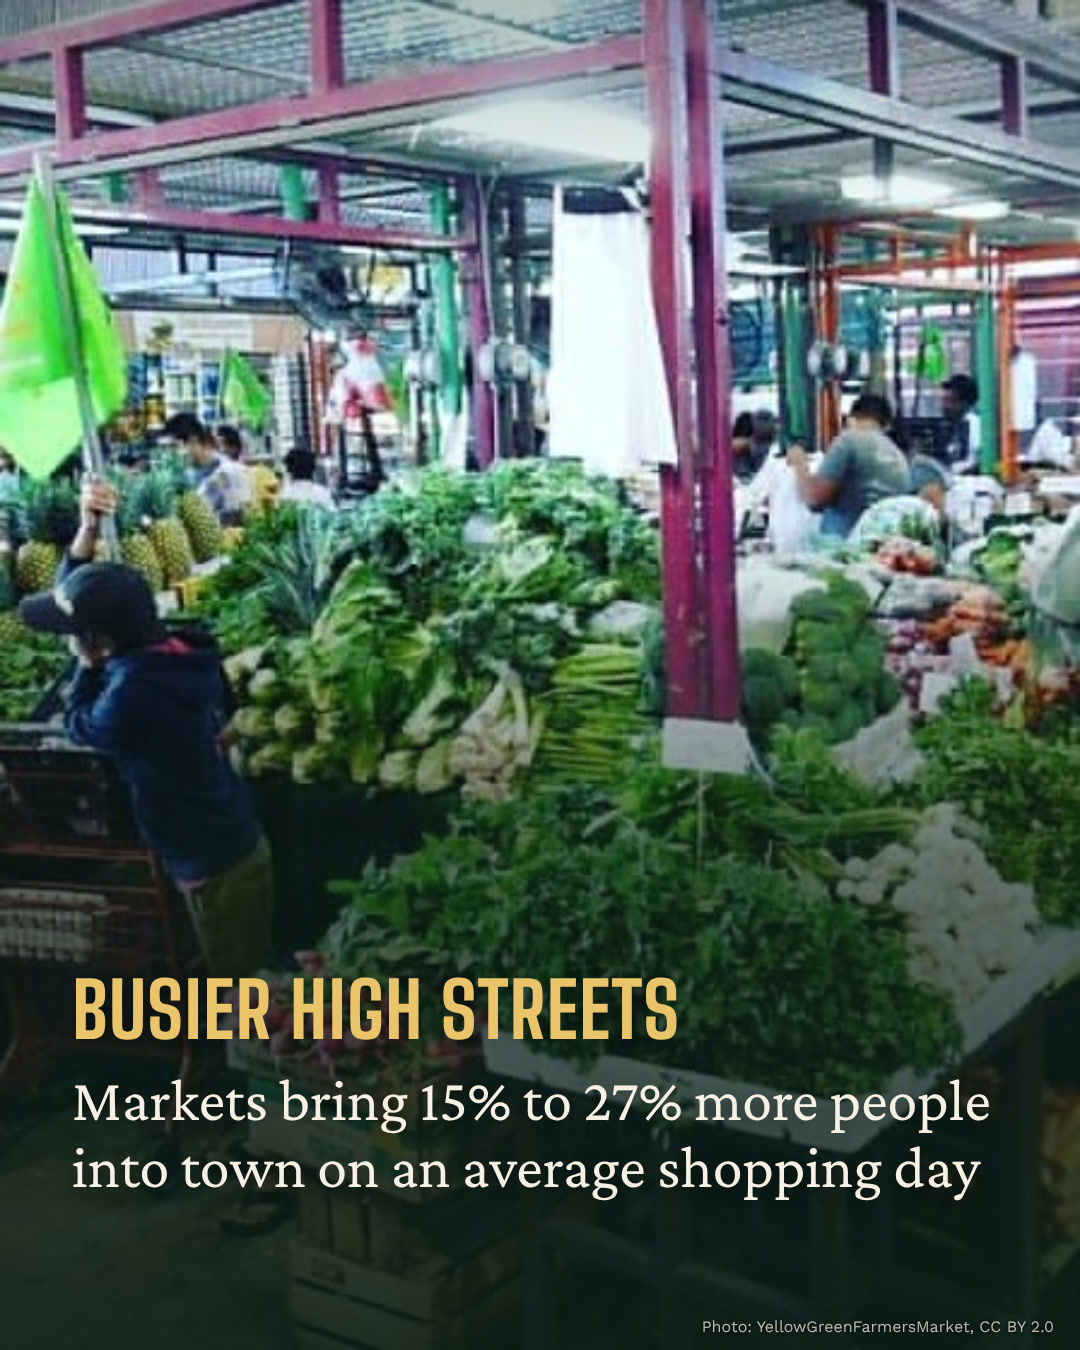 BUSIER HIGH STREETS
Markets bring 15% to 27% more people
into town on an average shopping day
Photo: YellowGreenFarmersMarket, CC BY 2.0